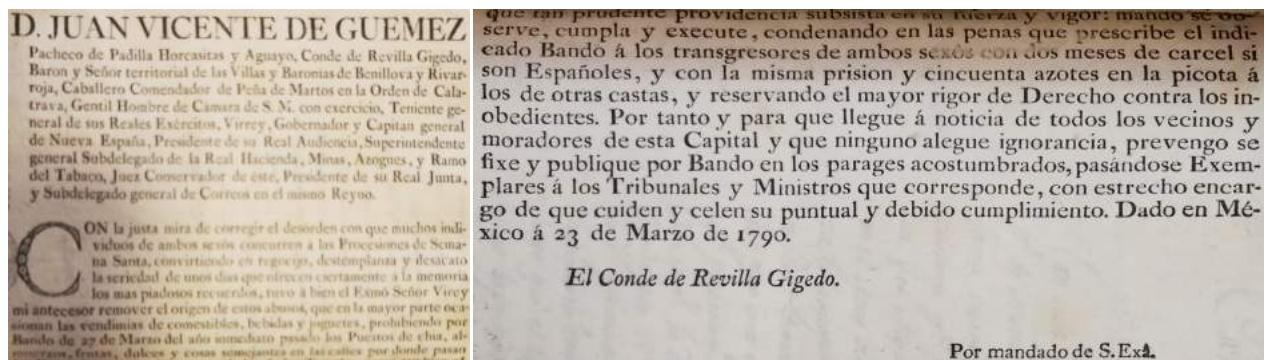 D. JUAN VICENTE DE GUEMEZ
Pacheco de Padilla Horcasitas y Aguayo, Conde de Revilla Gigedo,
Baron y Señor territorial de las Villas y Baronias de Benillova y Rivar-
roja, Caballero Comendador de Peña de Martos en la Orden de Cala-
trava, Gentil Hombre de Camara de S. M. con exercicio, Teniente ge-
neral de sus Reales Exércitos, Virrey, Gobernador y Capitan general
de Nueva España, Presidente de su Real Audiencia, Superintendente
general Subdelegado de la Real Hacienda, Minas, Azogues, y Ramo
del Tabaco, Juez Conservador de éste, Presidente de su Real Junta,
y Subdelegado general de Correos en el mismo Reyno.
CON la justa mira de corregir el desorden con que muchos indi-
viduos de ambos sexôs concurren á las Procesiones de Sema-
na Santa, convirtiendo en regocijo, destemplanza y desacato
la seriedad de unos dias que ofrecen ciertamente á la memoria
los mas piadosos recuerdos, tuvo á bien el Exmô Señor Virey
mi antecesor remover el origen de estos abusos, que en la mayor parte oca-
sionan las vendimias de comestibles, bebidas y juguetes, prohibiendo por
Bando de 27 de Marzo del año inmediato pasado los Puestos de chia, al-
muerzos, frutas, dulces y cosas semejantes en las calles por donde pasan
que tan prudente providencia subsista en su fuerza y vigor: mando se ob-
serve, cumpla y execute, condenando en las penas que prescribe el indi-
cado Bando á los transgresores de ambos sexôs con dos meses de carcel si
son Españoles, y con la misma prision y cincuenta azotes en la picota á
los de otras castas, y reservando el mayor rigor de Derecho contra los in-
obedientes. Por tanto y para que llegue á noticia de todos los vecinos y
moradores de esta Capital y que ninguno alegue ignorancia, prevengo se
fixe y publique por Bando en los parages acostumbrados, pasándose Exem-
plares á los Tribunales y Ministros que corresponde, con estrecho encar-
go de que cuiden y celen su puntual y debido cumplimiento. Dado en Mé-
xîco á 23 de Marzo de 1790.
El Conde de Revilla Gigedo.
Por mandado de S. Exâ.